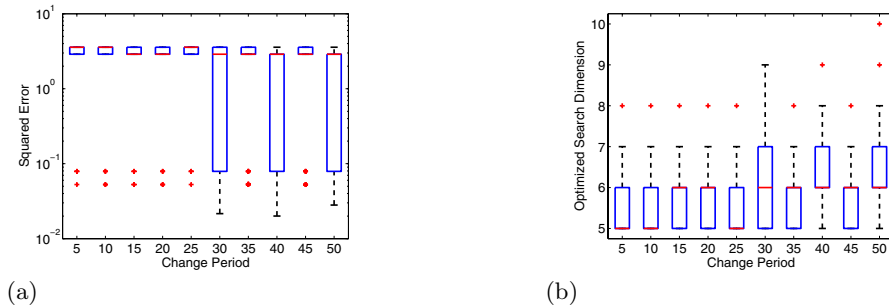 10^1
10^0
10^-1
10^-2
Squared Error
5 10 15 20 25 30 35 40 45 50
Change Period
(a)
10
9
8
7
6
5
Optimized Search Dimension
5 10 15 20 25 30 35 40 45 50
Change Period
(b)